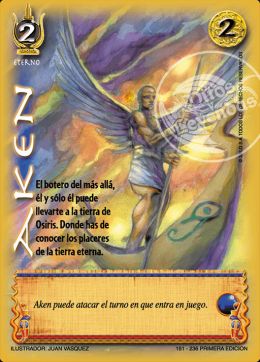 2
2
ETERNO
AKEN
El botero del más allá,
él y sólo él puede
llevarte a la tierra de
Osiris. Donde has de
conocer los placeres
de la tierra eterna.
Aken puede atacar el turno en que entra en juego.
ILUSTRADOR: JUAN VASQUEZ
161 - 236 PRIMERA EDICION